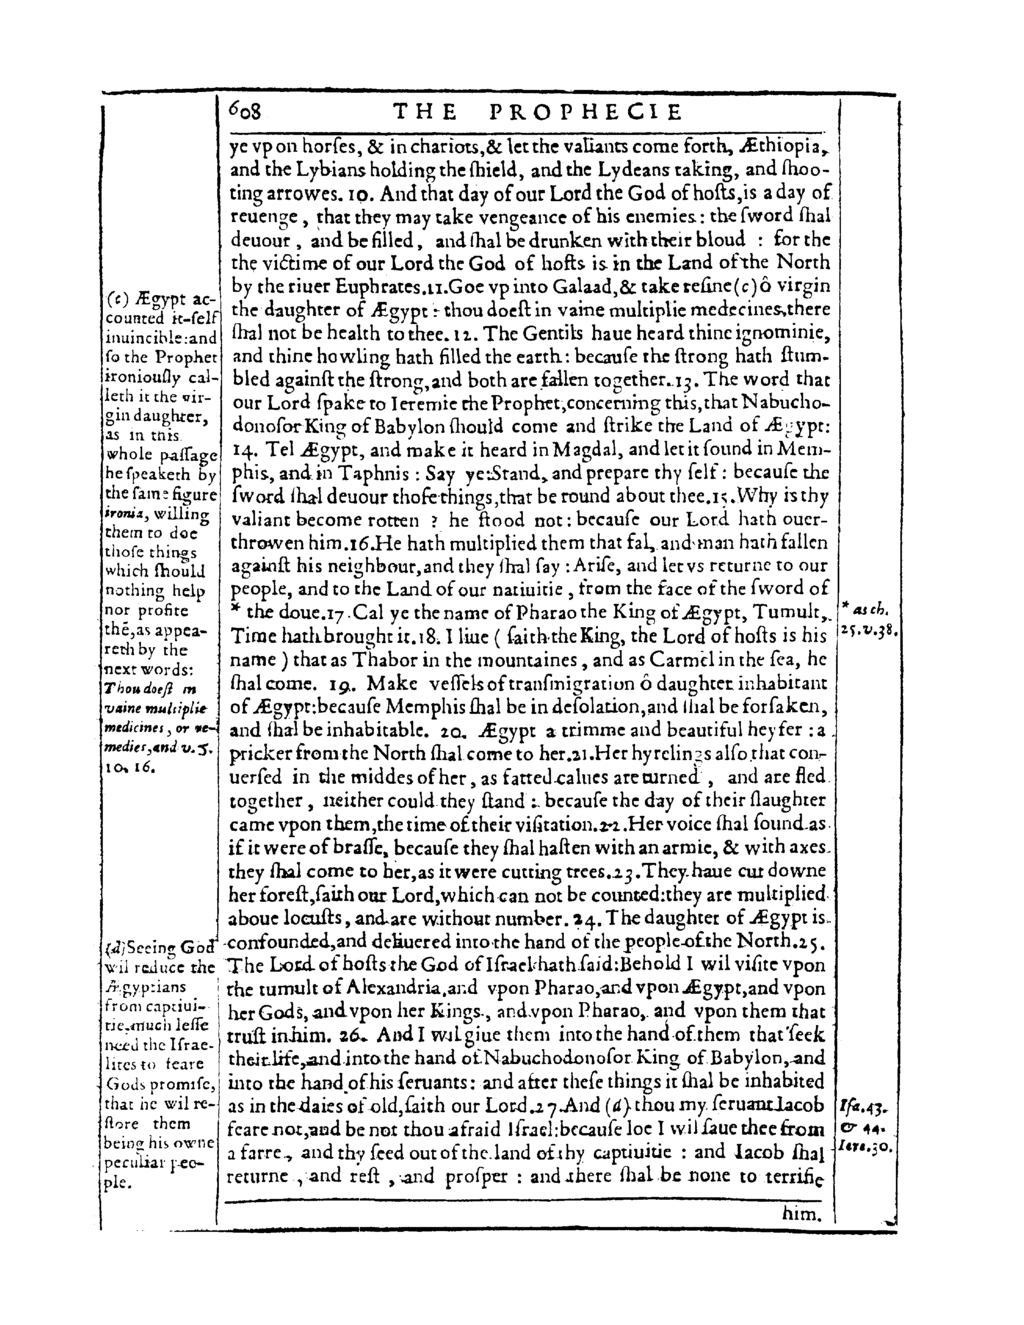 608 THE PROPHECIE
ye vpon horſes, & in chariots,& let the valiants come forth, Æthiopia,
and the Lybians holding the ſhield, and the Lydeans taking, and ſhoo-
ting arrowes. 10. And that day of our Lord the God of hoſts,is a day of
reuenge, that they may take vengeance of his enemies: the ſword ſhal
deuour, and be filled, and ſhal be drunken with their bloud : for the
the victime of our Lord the God of hoſts is in the Land of the North
by the riuer Euphrates.11.Goe vp into Galaad,& take reſine(c)ô virgin
the daughter of Ægypt : thou doeſt in vaine multiplie medecines,there
ſhal not be health to thee. 12. The Gentils haue heard thine ignominie,
and thine howling hath filled the earth: becauſe the ſtrong hath ſtum-
bled againſt the ſtrong,and both are fallen together.13. The word that
our Lord ſpake to Ieremie the Prophet,concerning this,that Nabucho-
donoſor King of Babylon ſhould come and ſtrike the Land of Ægypt:
14. Tel Ægypt, and make it heard in Magdal, and let it ſound in Mem-
phis, and in Taphnis : Say ye:Stand, and prepare thy ſelf: becauſe the
ſword ſhal deuour thoſe things,that be round about thee.15.Why is thy
valiant become rotten ? he ſtood not: becauſe our Lord hath ouer-
throwen him.16.He hath multiplied them that fal, and man hath fallen
againſt his neighbour,and they ſhal ſay : Ariſe, and let vs returne to our
people, and to the Land of our natiuitie, from the face of the ſword of
* the doue.17.Cal ye the name of Pharao the King of Ægypt, Tumult,
Time hath brought it.18. I liue ( ſaith the King, the Lord of hoſts is his
name ) that as Thabor in the mountaines, and as Carmel in the ſea, he
ſhal come. 19. Make veſſels of tranſmigration ô daughter inhabitant
of Ægypt:becauſe Memphis ſhal be in deſolation,and ſhal be forſaken,
and ſhal be inhabitable. 20. Ægypt a trimme and beautiful heyfer : a
pricker from the North ſhal come to her.21.Her hyrelings alſo that con-
uerſed in the middes of her, as fatted calues are turned , and are fled
together, neither could they ſtand : becauſe the day of their ſlaughter
came vpon them,the time of their viſitation.22.Her voice ſhal ſound as
if it were of braſſe, becauſe they ſhal haſten with an armie, & with axes
they ſhal come to her,as it were cutting trees.23.They haue cut downe
her foreſt,ſaith our Lord,which can not be counted:they are multiplied
aboue locuſts, and are without number. 24. The daughter of Ægypt is
confounded,and deliuered into the hand of the people of the North.25.
The Lord of hoſts the God of Iſrael hath ſaid:Behold I wil viſite vpon
the tumult of Alexandria,and vpon Pharao,and vpon Ægypt,and vpon
her Gods, and vpon her Kings, and vpon Pharao, and vpon them that
truſt in him. 26. And I wil giue them into the hand of them that ſeek
their life,and into the hand of Nabuchodonoſor King of Babylon, and
into the hand of his ſeruants: and after theſe things it ſhal be inhabited
as in the daies of old,ſaith our Lord.27.And (d) thou my ſeruant Iacob
feare not,and be not thou afraid Iſrael:becauſe loe I wil ſaue thee from
a farre, and thy ſeed out of the land of thy captiuitie : and Iacob ſhal
returne , and reſt , and proſper : and there ſhal be none to terrifie
him.
(c) Ægypt ac-
counted it-ſelf
inuincible:and
ſo the Prophet
ironiouſly cal-
leth it the vir-
gin daughter,
as in this
whole paſſage
he ſpeaketh by
the ſame figure
ironia, willing
them to doe
thoſe things
which ſhould
nothing help
nor profite
thē,as appea-
reth by the
next words:
Thou doeſt in
vaine multiplie
medicines, or re-
medies,and v.5.
10. 16.
(d)Seeing God
wil reduce the
Ægyptians
from captiui-
tie,much leſſe
need the Iſrae-
lites to feare
Gods promiſe,
that he wil re-
ſtore them
being his owne
peculiar peo-
ple.
* as ch.
25.v.38.
Iſa.43.
& 44.
Iere.30.